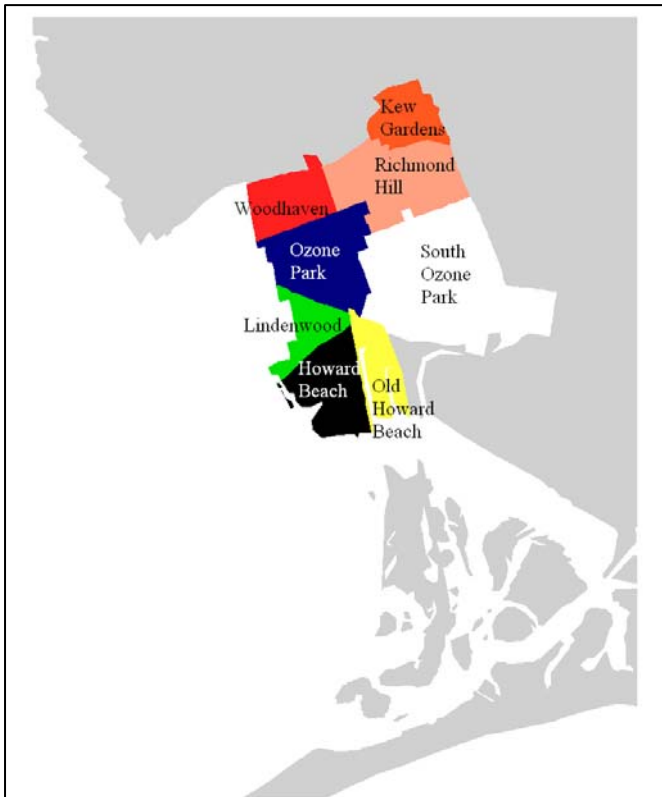 Kew
Gardens
Richmond
Hill
Woodhaven
Ozone
Park
South
Ozone
Park
Lindenwood
Howard
Beach
Old
Howard
Beach